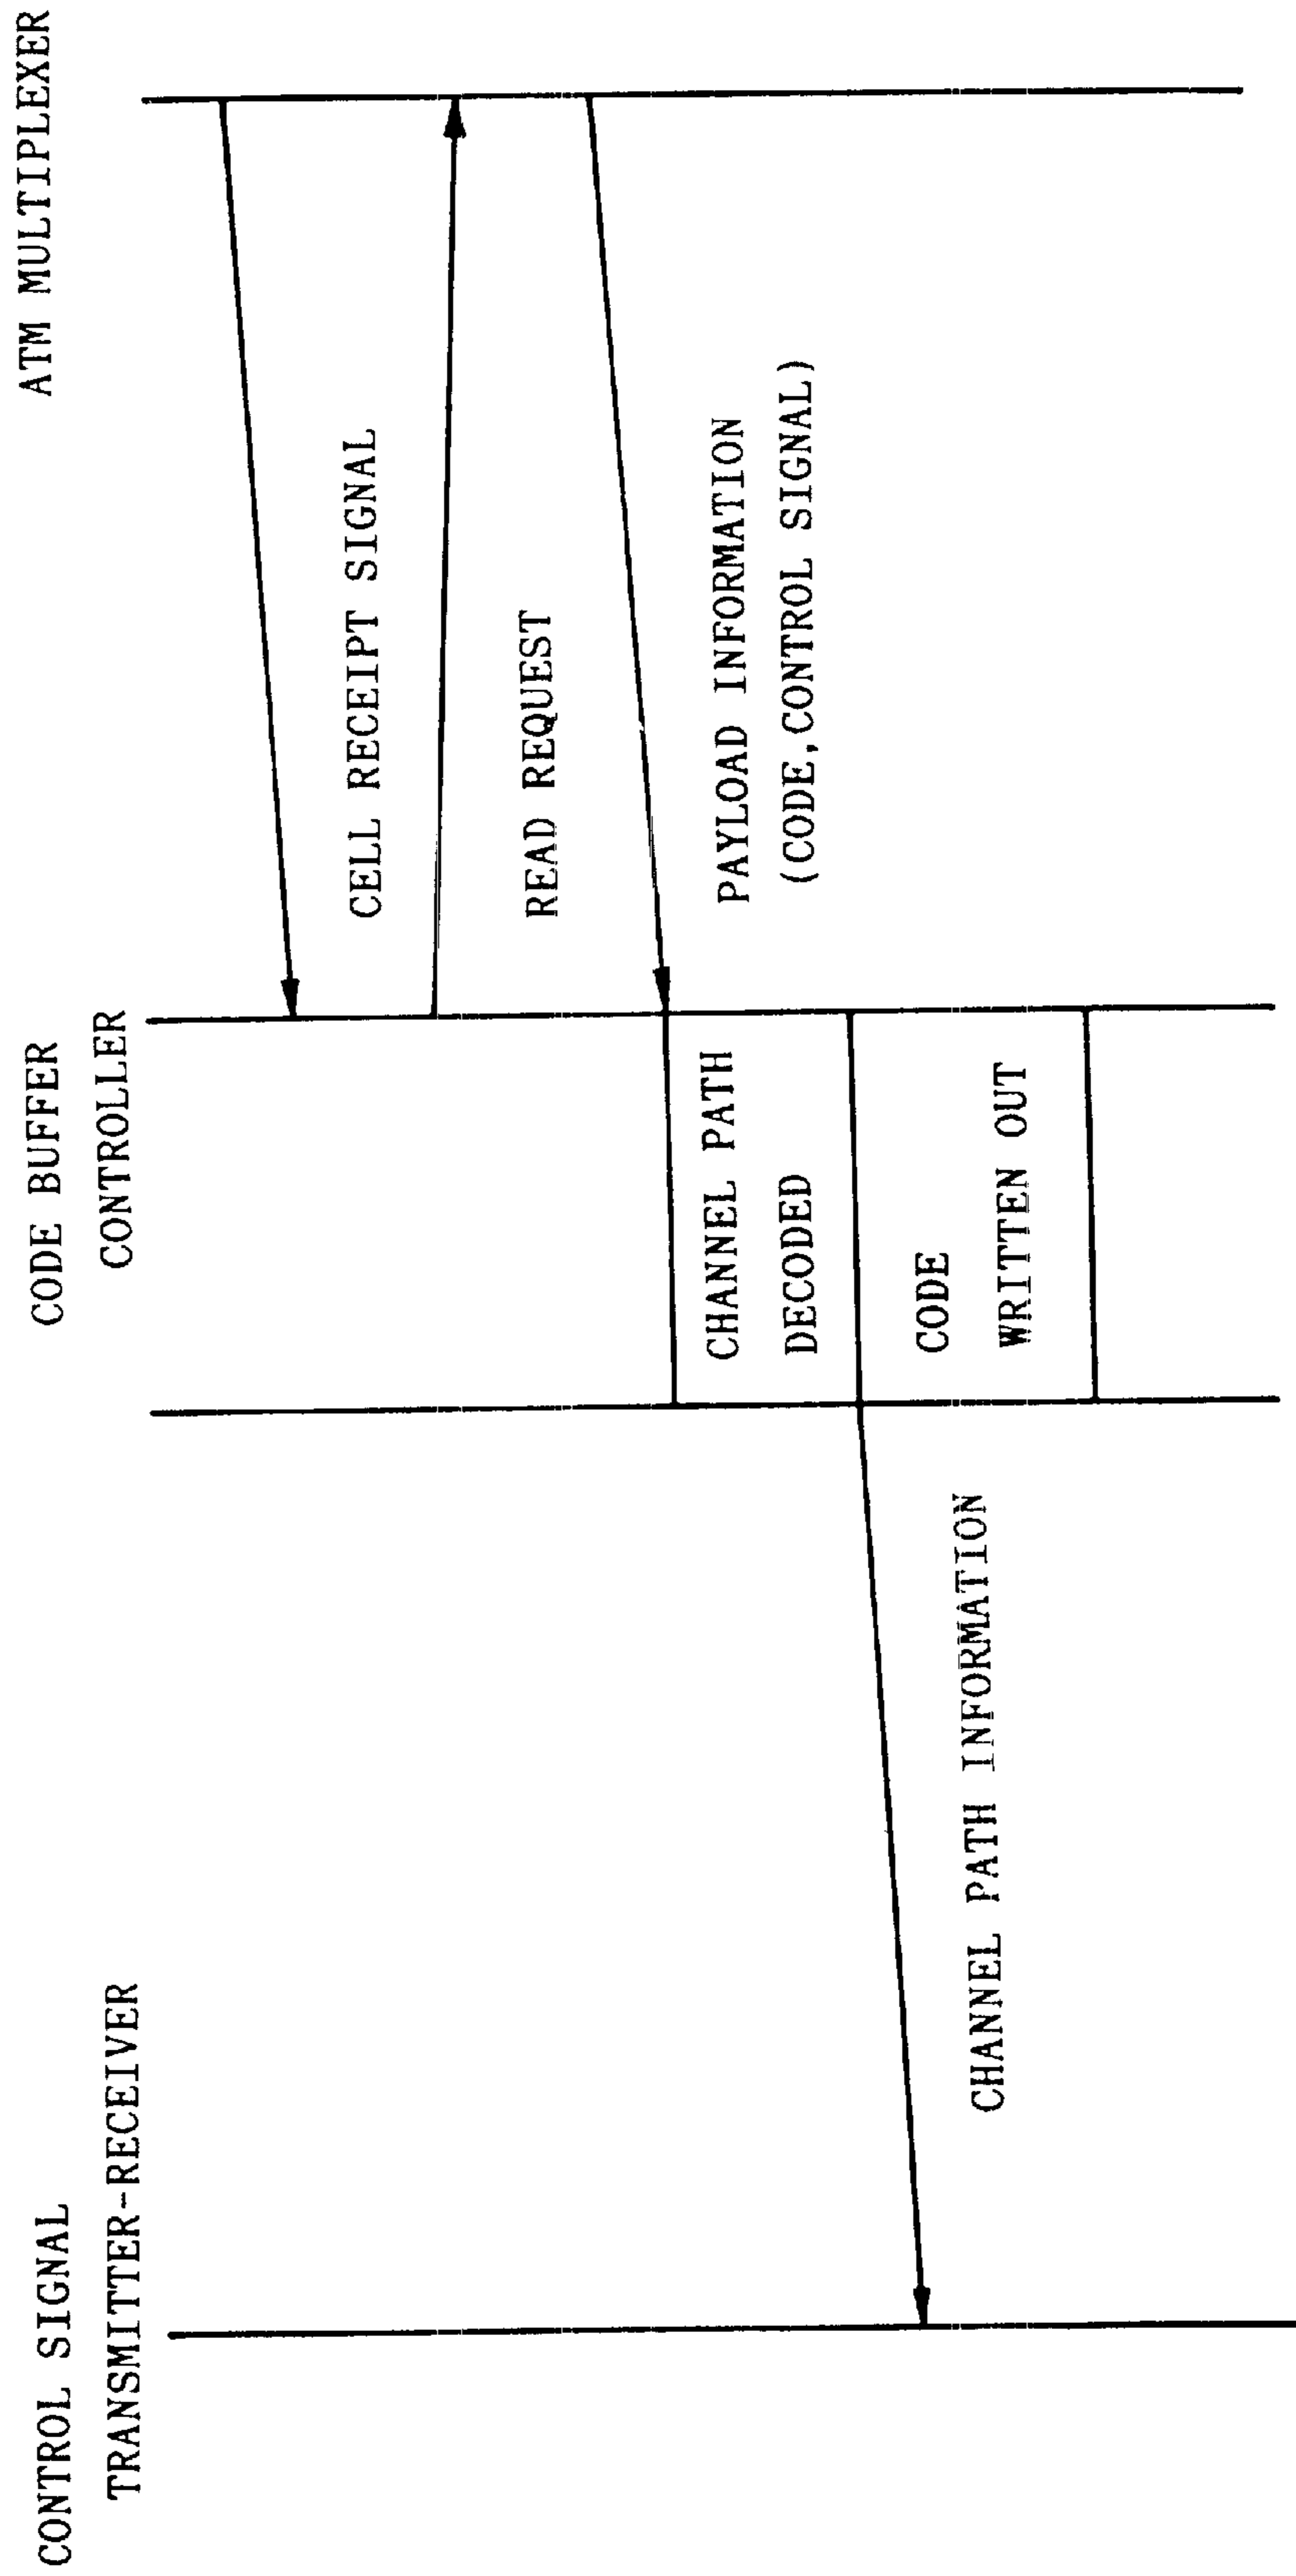 CONTROL SIGNAL
TRANSMITTER-RECEIVER
CODE BUFFER
CONTROLLER
ATM MULTIPLEXER
CELL RECEIPT SIGNAL
READ REQUEST
PAYLOAD INFORMATION
(CODE,CONTROL SIGNAL)
CHANNEL PATH
DECODED
CODE
WRITTEN OUT
CHANNEL PATH INFORMATION